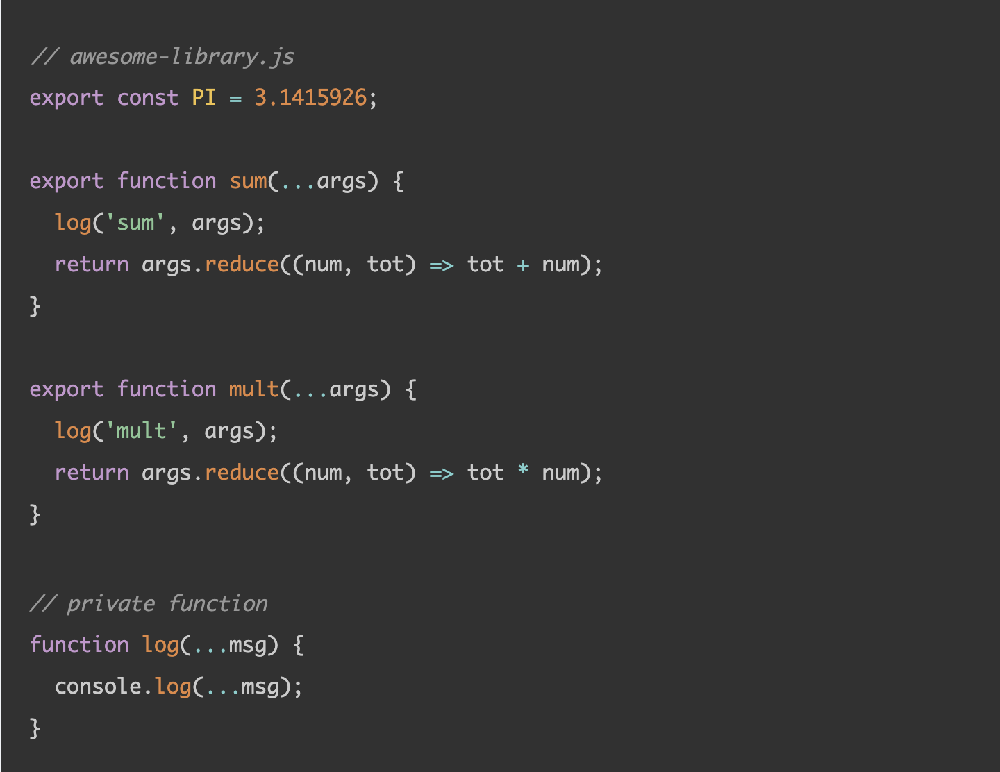 // awesome-library.js
export const PI = 3.1415926;
export function sum(...args) {
  log('sum', args);
  return args.reduce((num, tot) => tot + num);
}
export function mult(...args) {
  log('mult', args);
  return args.reduce((num, tot) => tot * num);
}
// private function
function log(...msg) {
  console.log(...msg);
}